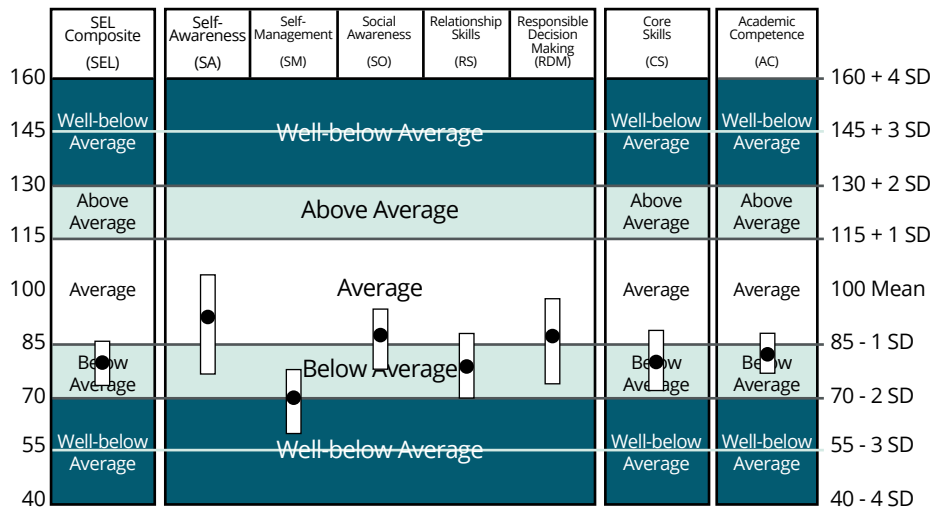 SEL
Composite
(SEL)
Self-
Awareness
(SA)
Self-
Management
(SM)
Social
Awareness
(SO)
Relationship
Skills
(RS)
Responsible
Decision
Making
(RDM)
Core
Skills
(CS)
Academic
Competence
(AC)
160
160 + 4 SD
Well-below
Average
Well-below Average
Well-below
Average
Well-below
Average
145
145 + 3 SD
130
130 + 2 SD
Above
Average
Above Average
Above
Average
Above
Average
115
115 + 1 SD
100
Average
Average
Average
Average
100 Mean
85
85 - 1 SD
Below
Average
Below Average
Below
Average
Below
Average
70
70 - 2 SD
Well-below
Average
Well-below Average
Well-below
Average
Well-below
Average
55
55 - 3 SD
40
40 - 4 SD